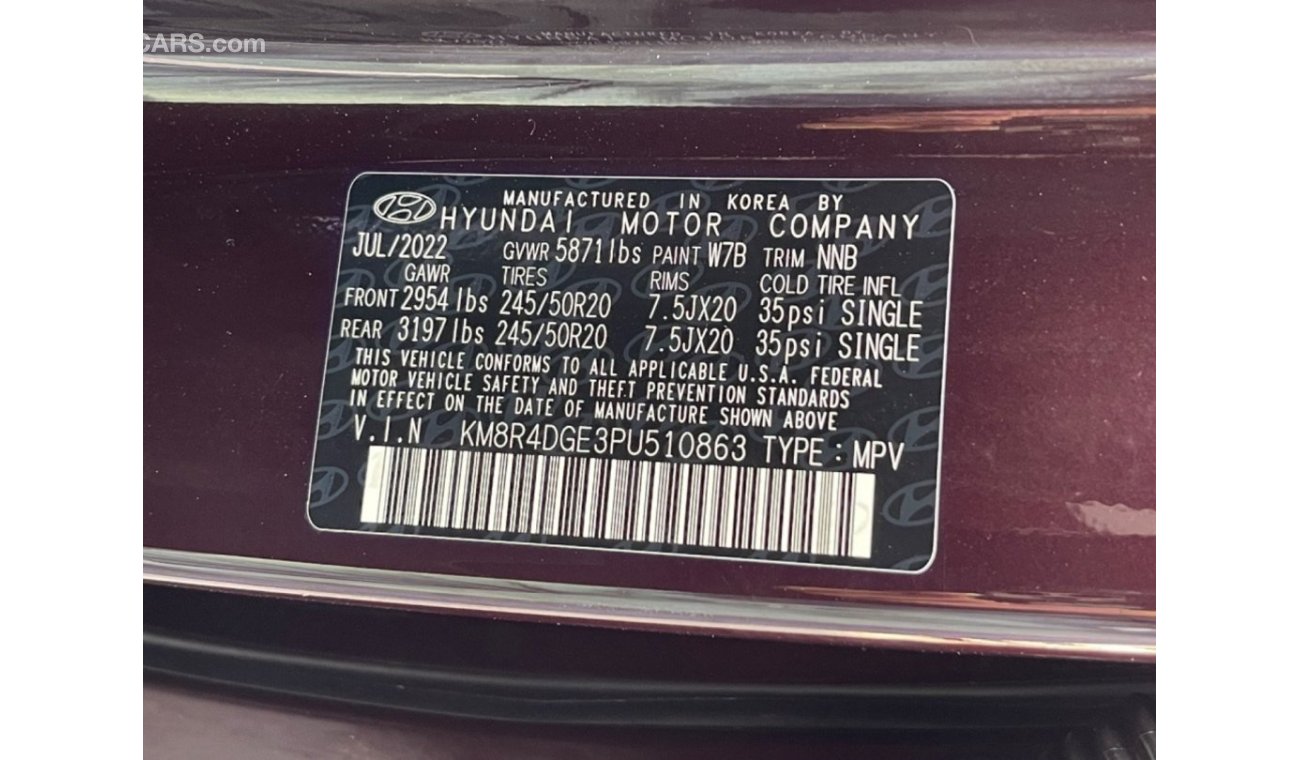 CARS.com
MANUFACTURED IN KOREA BY
HYUNDAI MOTOR COMPANY
JUL/2022 GVWR 5871lbs PAINT W7B TRIM NNB
GAWR TIRES RIMS COLD TIRE INFL
FRONT 2954lbs 245/50R20 7.5JX20 35psi SINGLE
REAR 3197lbs 245/50R20 7.5JX20 35psi SINGLE
THIS VEHICLE CONFORMS TO ALL APPLICABLE U.S.A. FEDERAL
MOTOR VEHICLE SAFETY AND THEFT PREVENTION STANDARDS
IN EFFECT ON THE DATE OF MANUFACTURE SHOWN ABOVE
V.I.N KM8R4DGE3PU510863 TYPE : MPV